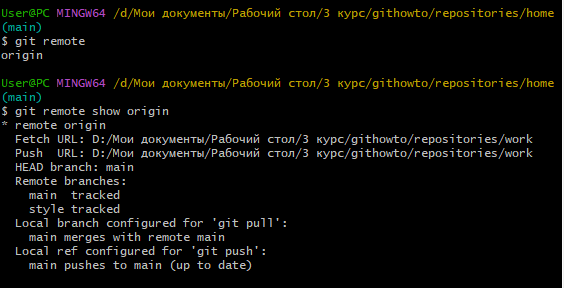 User@PC MINGW64 /d/Мои документы/Рабочий стол/3 курс/githowto/repositories/home
(main)
$ git remote
origin
User@PC MINGW64 /d/Мои документы/Рабочий стол/3 курс/githowto/repositories/home
(main)
$ git remote show origin
* remote origin
  Fetch URL: D:/Мои документы/Рабочий стол/3 курс/githowto/repositories/work
  Push  URL: D:/Мои документы/Рабочий стол/3 курс/githowto/repositories/work
  HEAD branch: main
  Remote branches:
    main  tracked
    style tracked
  Local branch configured for 'git pull':
    main merges with remote main
  Local ref configured for 'git push':
    main pushes to main (up to date)